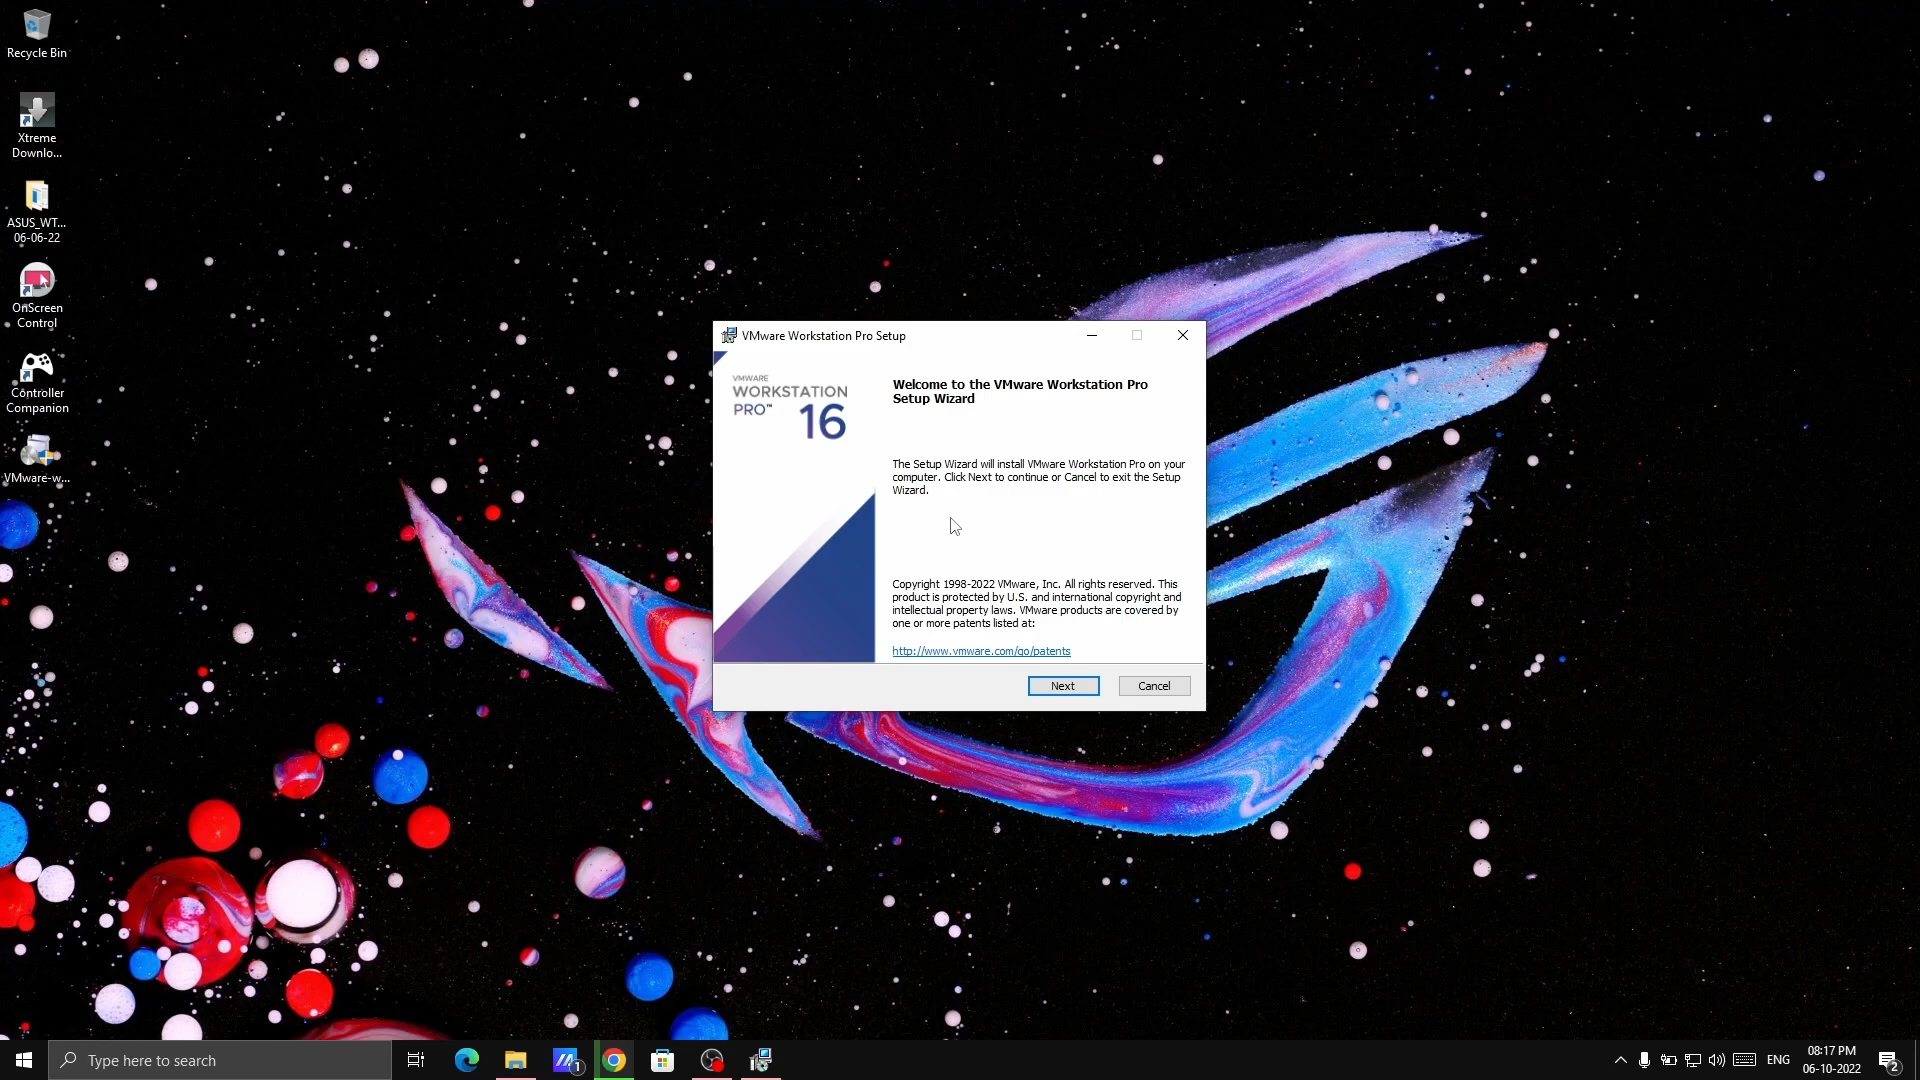 Recycle Bin
Xtreme
Downlo...
ASUS_WT...
06-06-22
OnScreen
Control
Controller
Companion
VMware-w...
VMware Workstation Pro Setup
VMWARE
WORKSTATION
PRO™ 16
Welcome to the VMware Workstation Pro
Setup Wizard
The Setup Wizard will install VMware Workstation Pro on your
computer. Click Next to continue or Cancel to exit the Setup
Wizard.
Copyright 1998-2022 VMware, Inc. All rights reserved. This
product is protected by U.S. and international copyright and
intellectual property laws. VMware products are covered by
one or more patents listed at:
http://www.vmware.com/go/patents
Next
Cancel
Type here to search
1
ENG
08:17 PM
06-10-2022
2